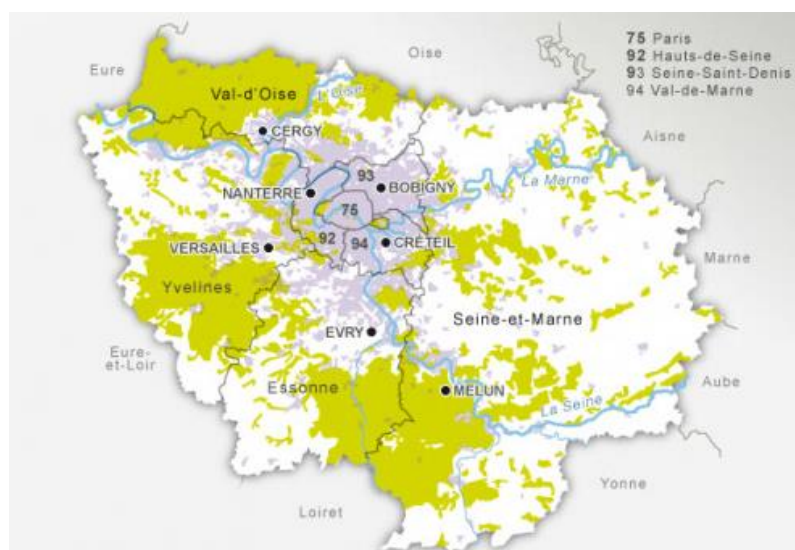 75 Paris
92 Hauts-de-Seine
93 Seine-Saint-Denis
94 Val-de-Marne
Oise
Eure
Val-d'Oise
L'Oise
CERGY
Aisne
93
NANTERRE
BOBIGNY
La Marne
75
92
94
CRÉTEIL
VERSAILLES
Marne
Yvelines
Seine-et-Marne
EVRY
Eure-
et-Loir
Essonne
MELUN
Aube
La Seine
Yonne
Loiret